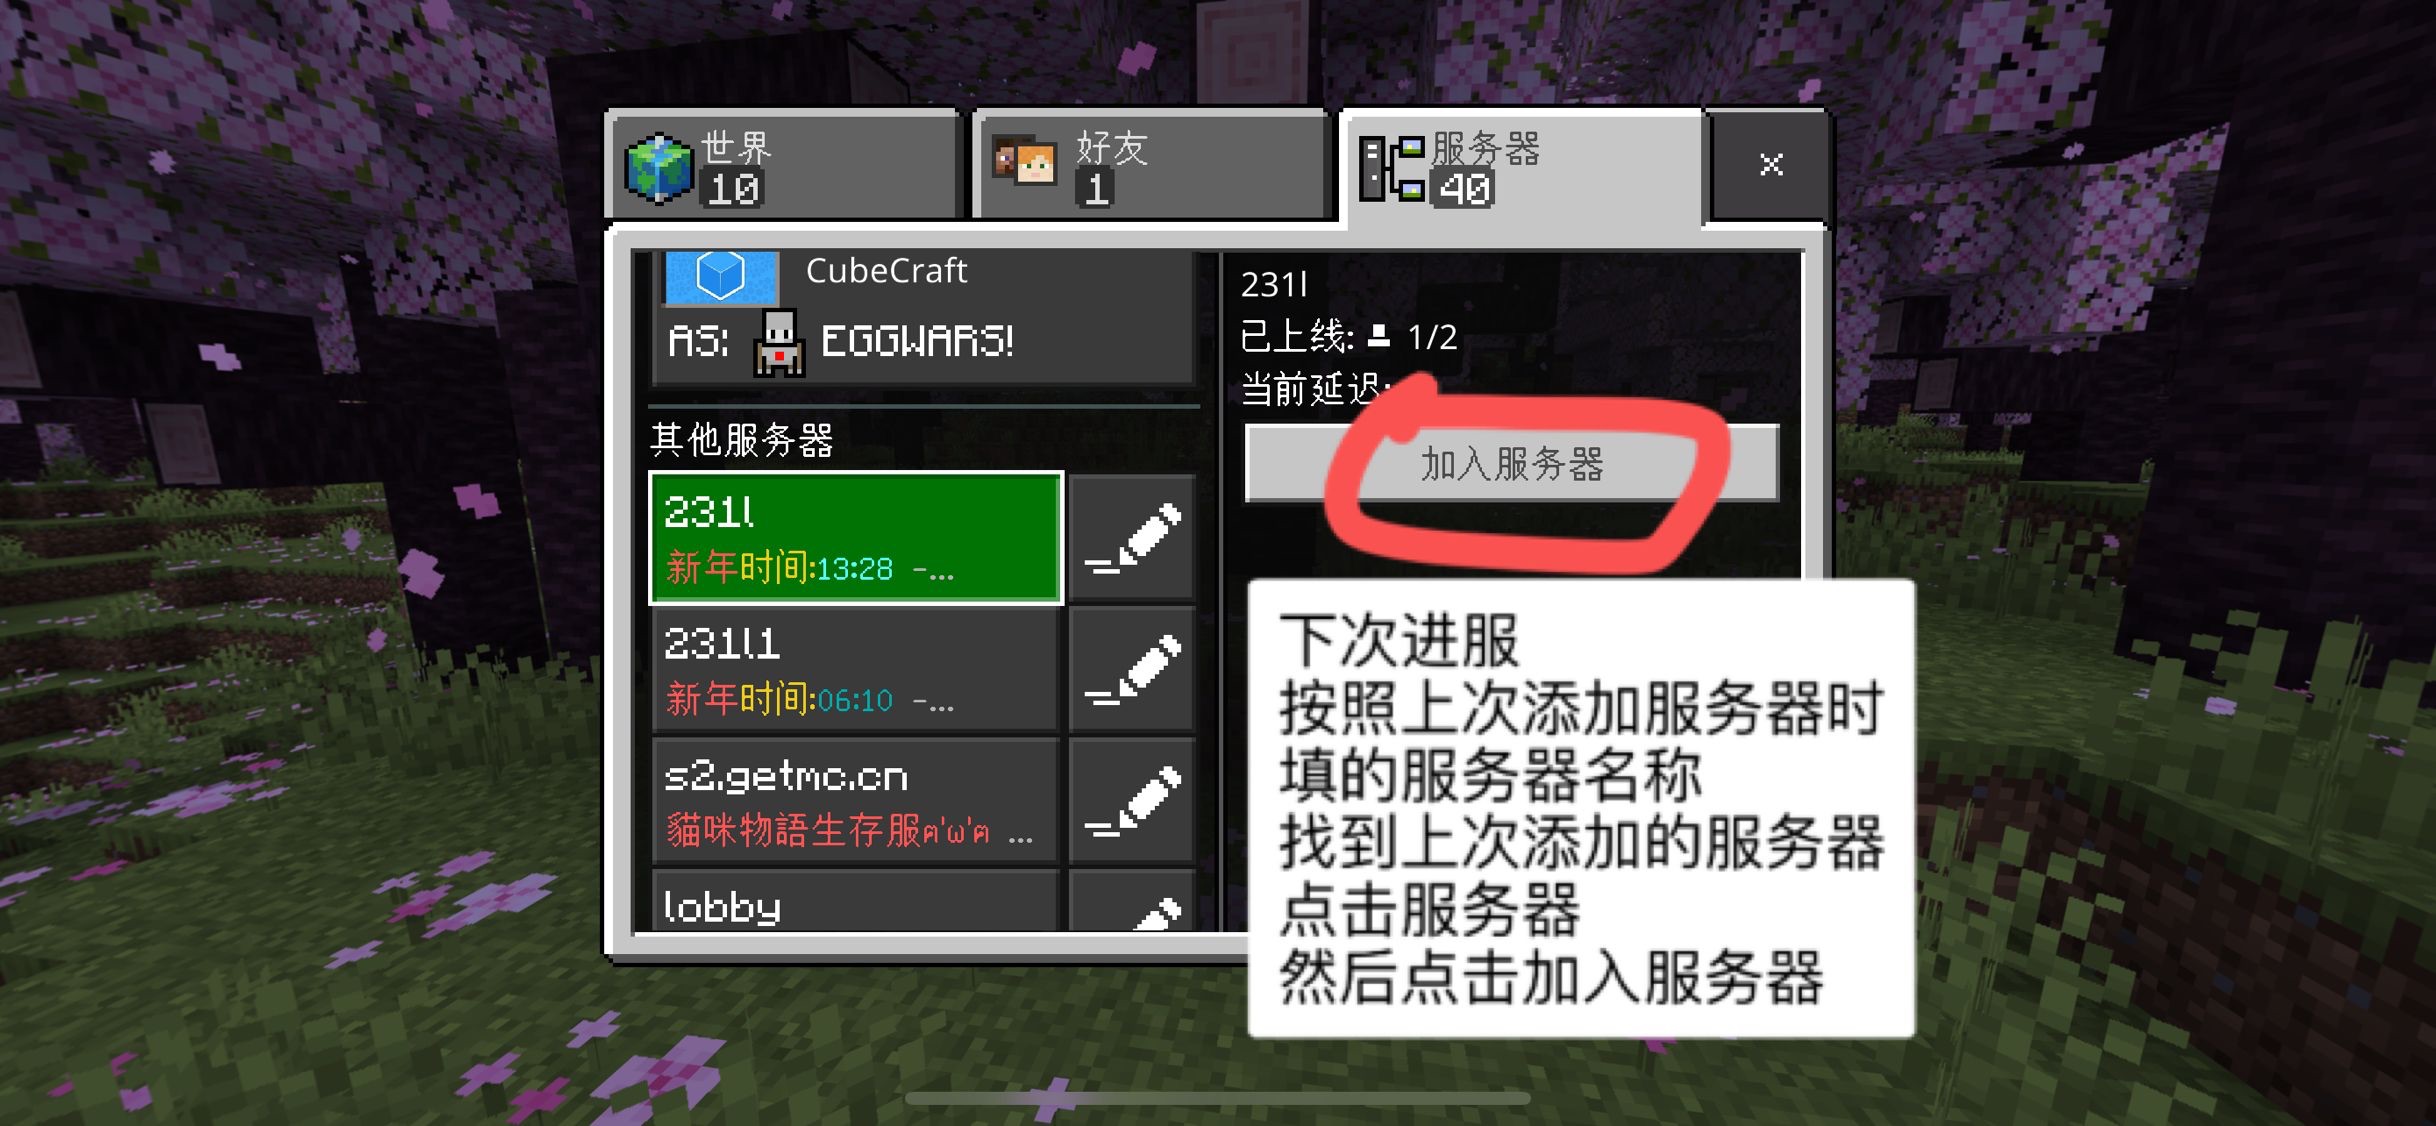 世界
10
好友
1
服务器
40
x
CubeCraft
AS: EGGWARS!
其他服务器
231l
新年时间:13:28 -...
231l1
新年时间:06:10 -...
s2.getmc.cn
貓咪物語生存服ฅ'ω'ฅ ...
lobby
231l
已上线: 1/2
当前延迟:
加入服务器
下次进服
按照上次添加服务器时
填的服务器名称
找到上次添加的服务器
点击服务器
然后点击加入服务器